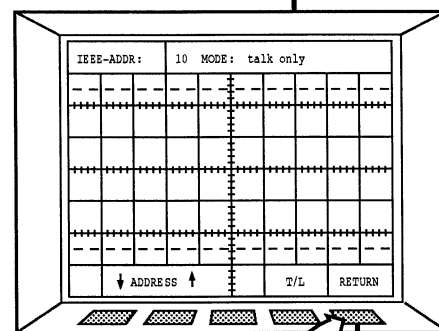 IEEE-ADDR: 10 MODE: talk only
↓ ADDRESS ↑ T/L RETURN